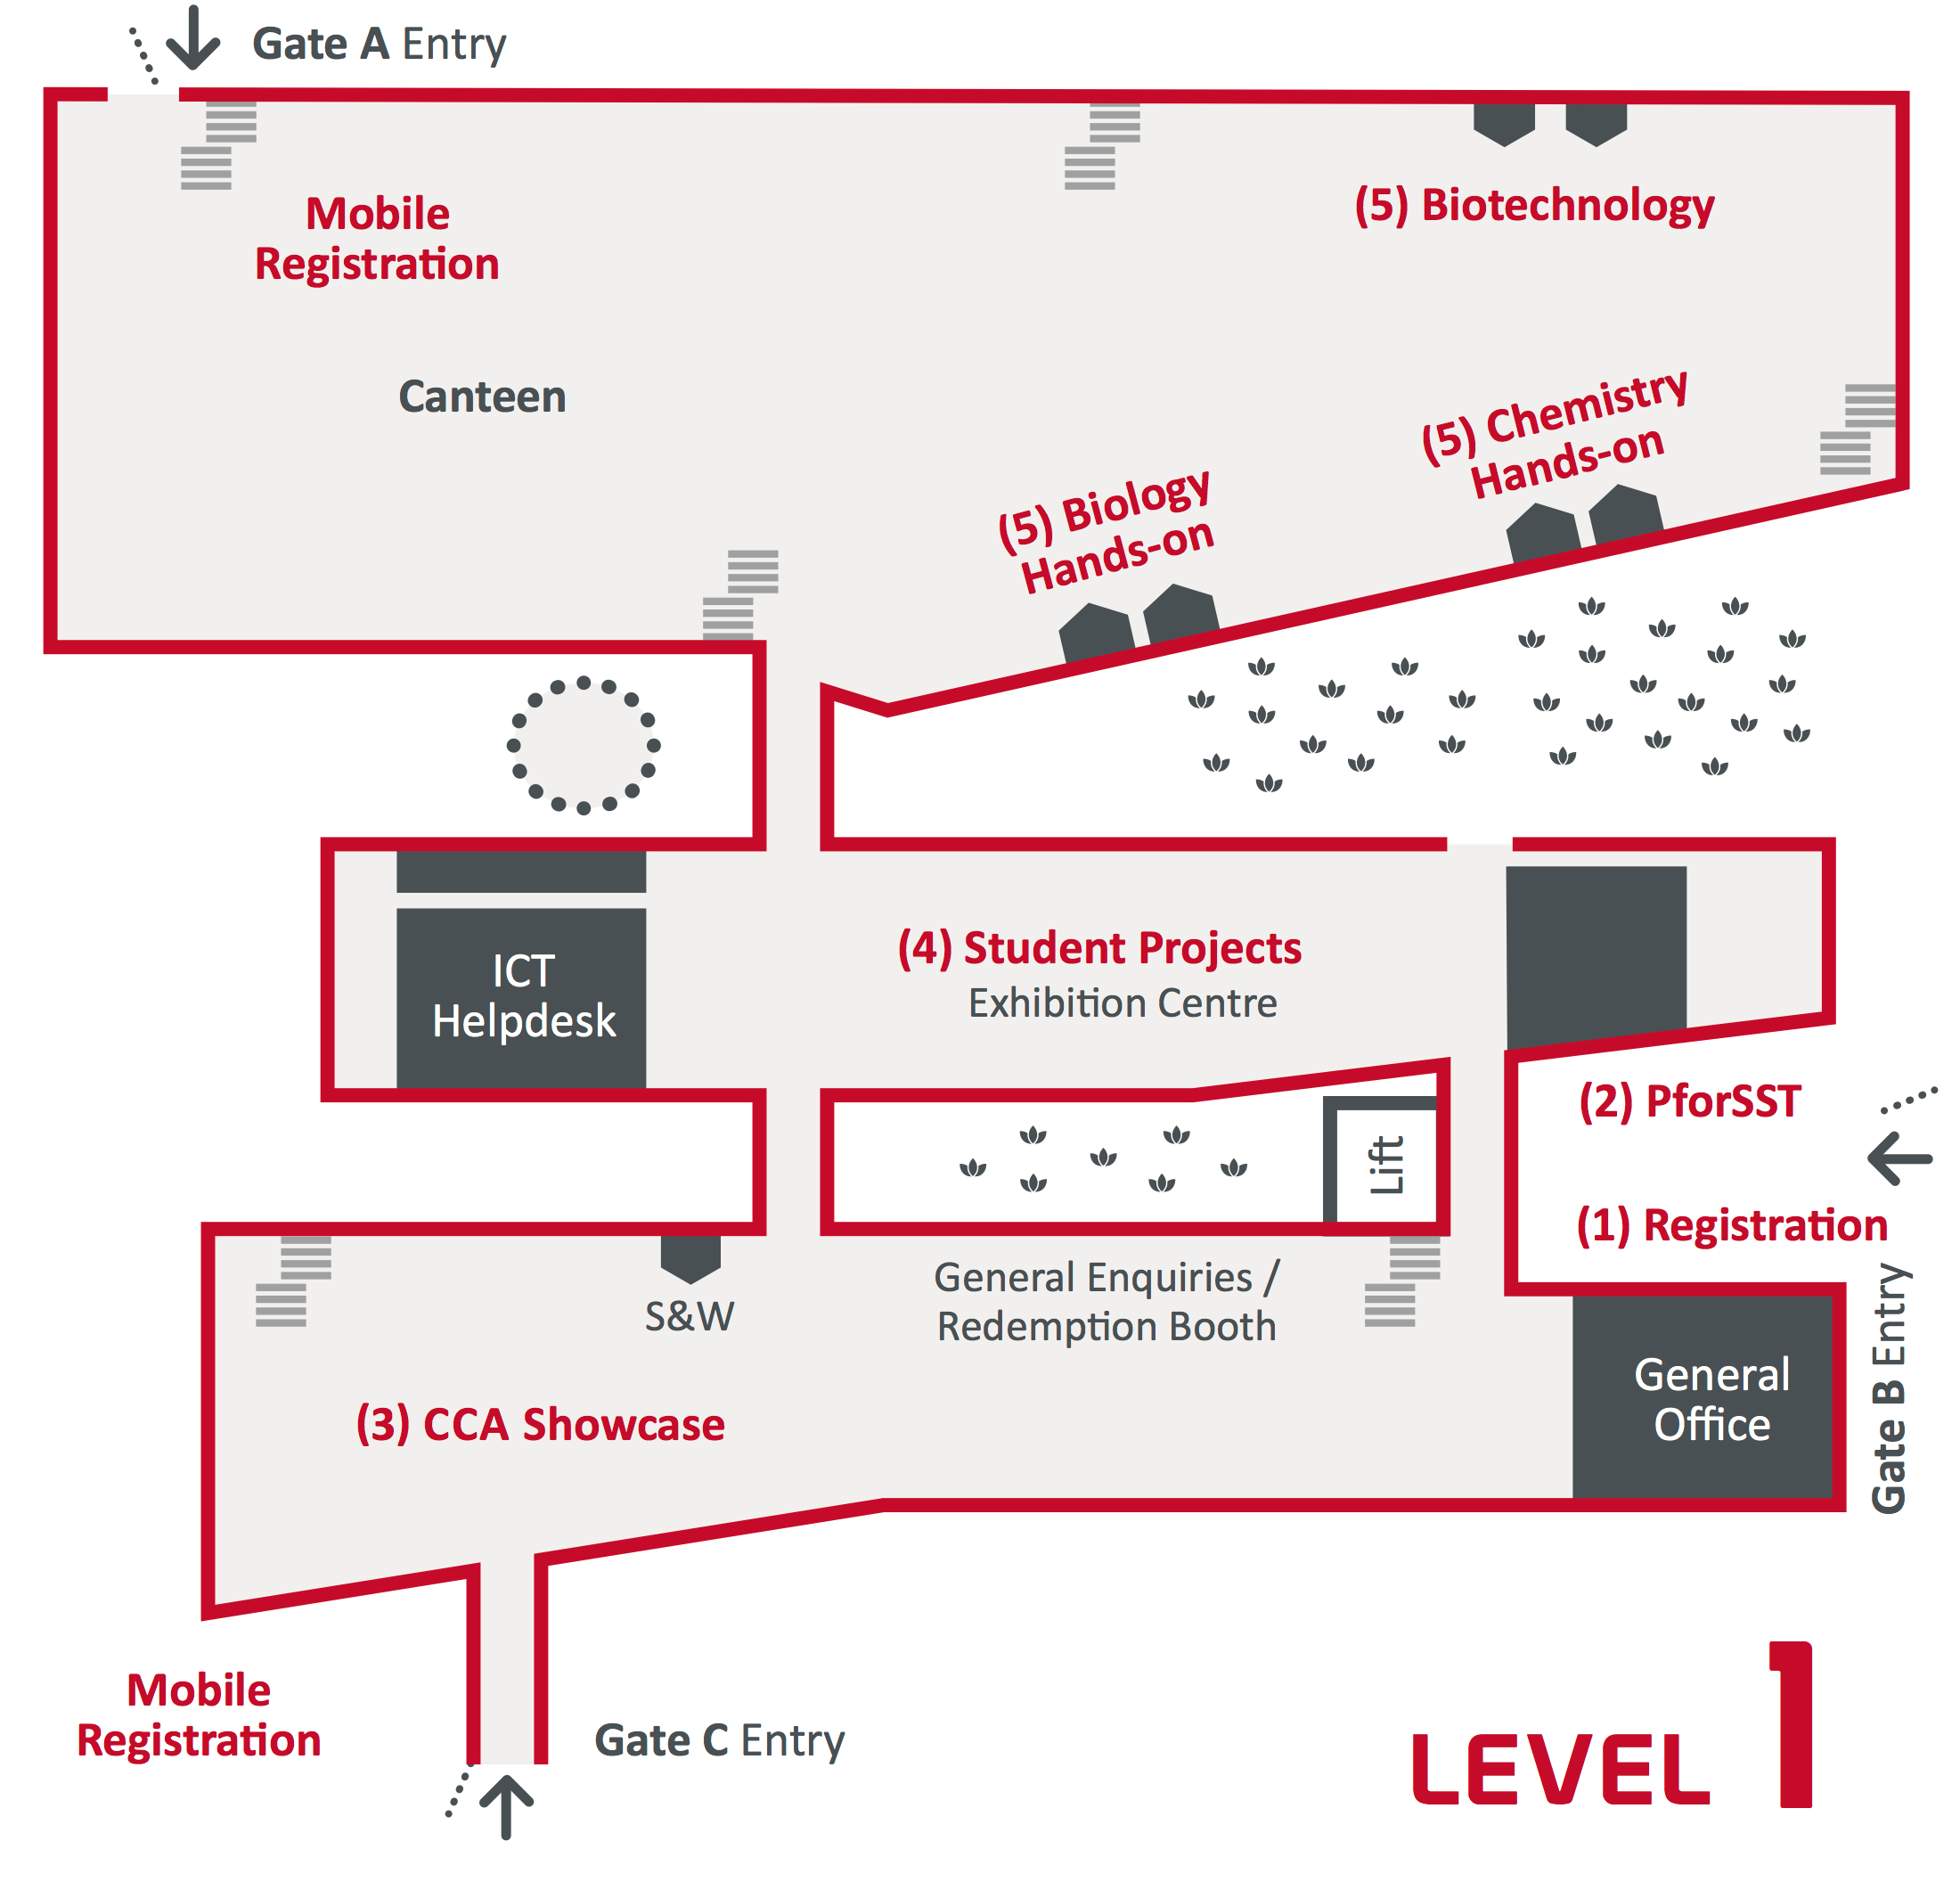 Gate A Entry
Mobile
Registration
(5) Biotechnology
Canteen
(5) Chemistry
Hands-on
(5) Biology
Hands-on
ICT
Helpdesk
(4) Student Projects
Exhibition Centre
(2) PforSST
Lift
(1) Registration
General Enquiries /
Redemption Booth
S&W
(3) CCA Showcase
General
Office
Gate B Entry
Mobile
Registration
Gate C Entry
LEVEL 1